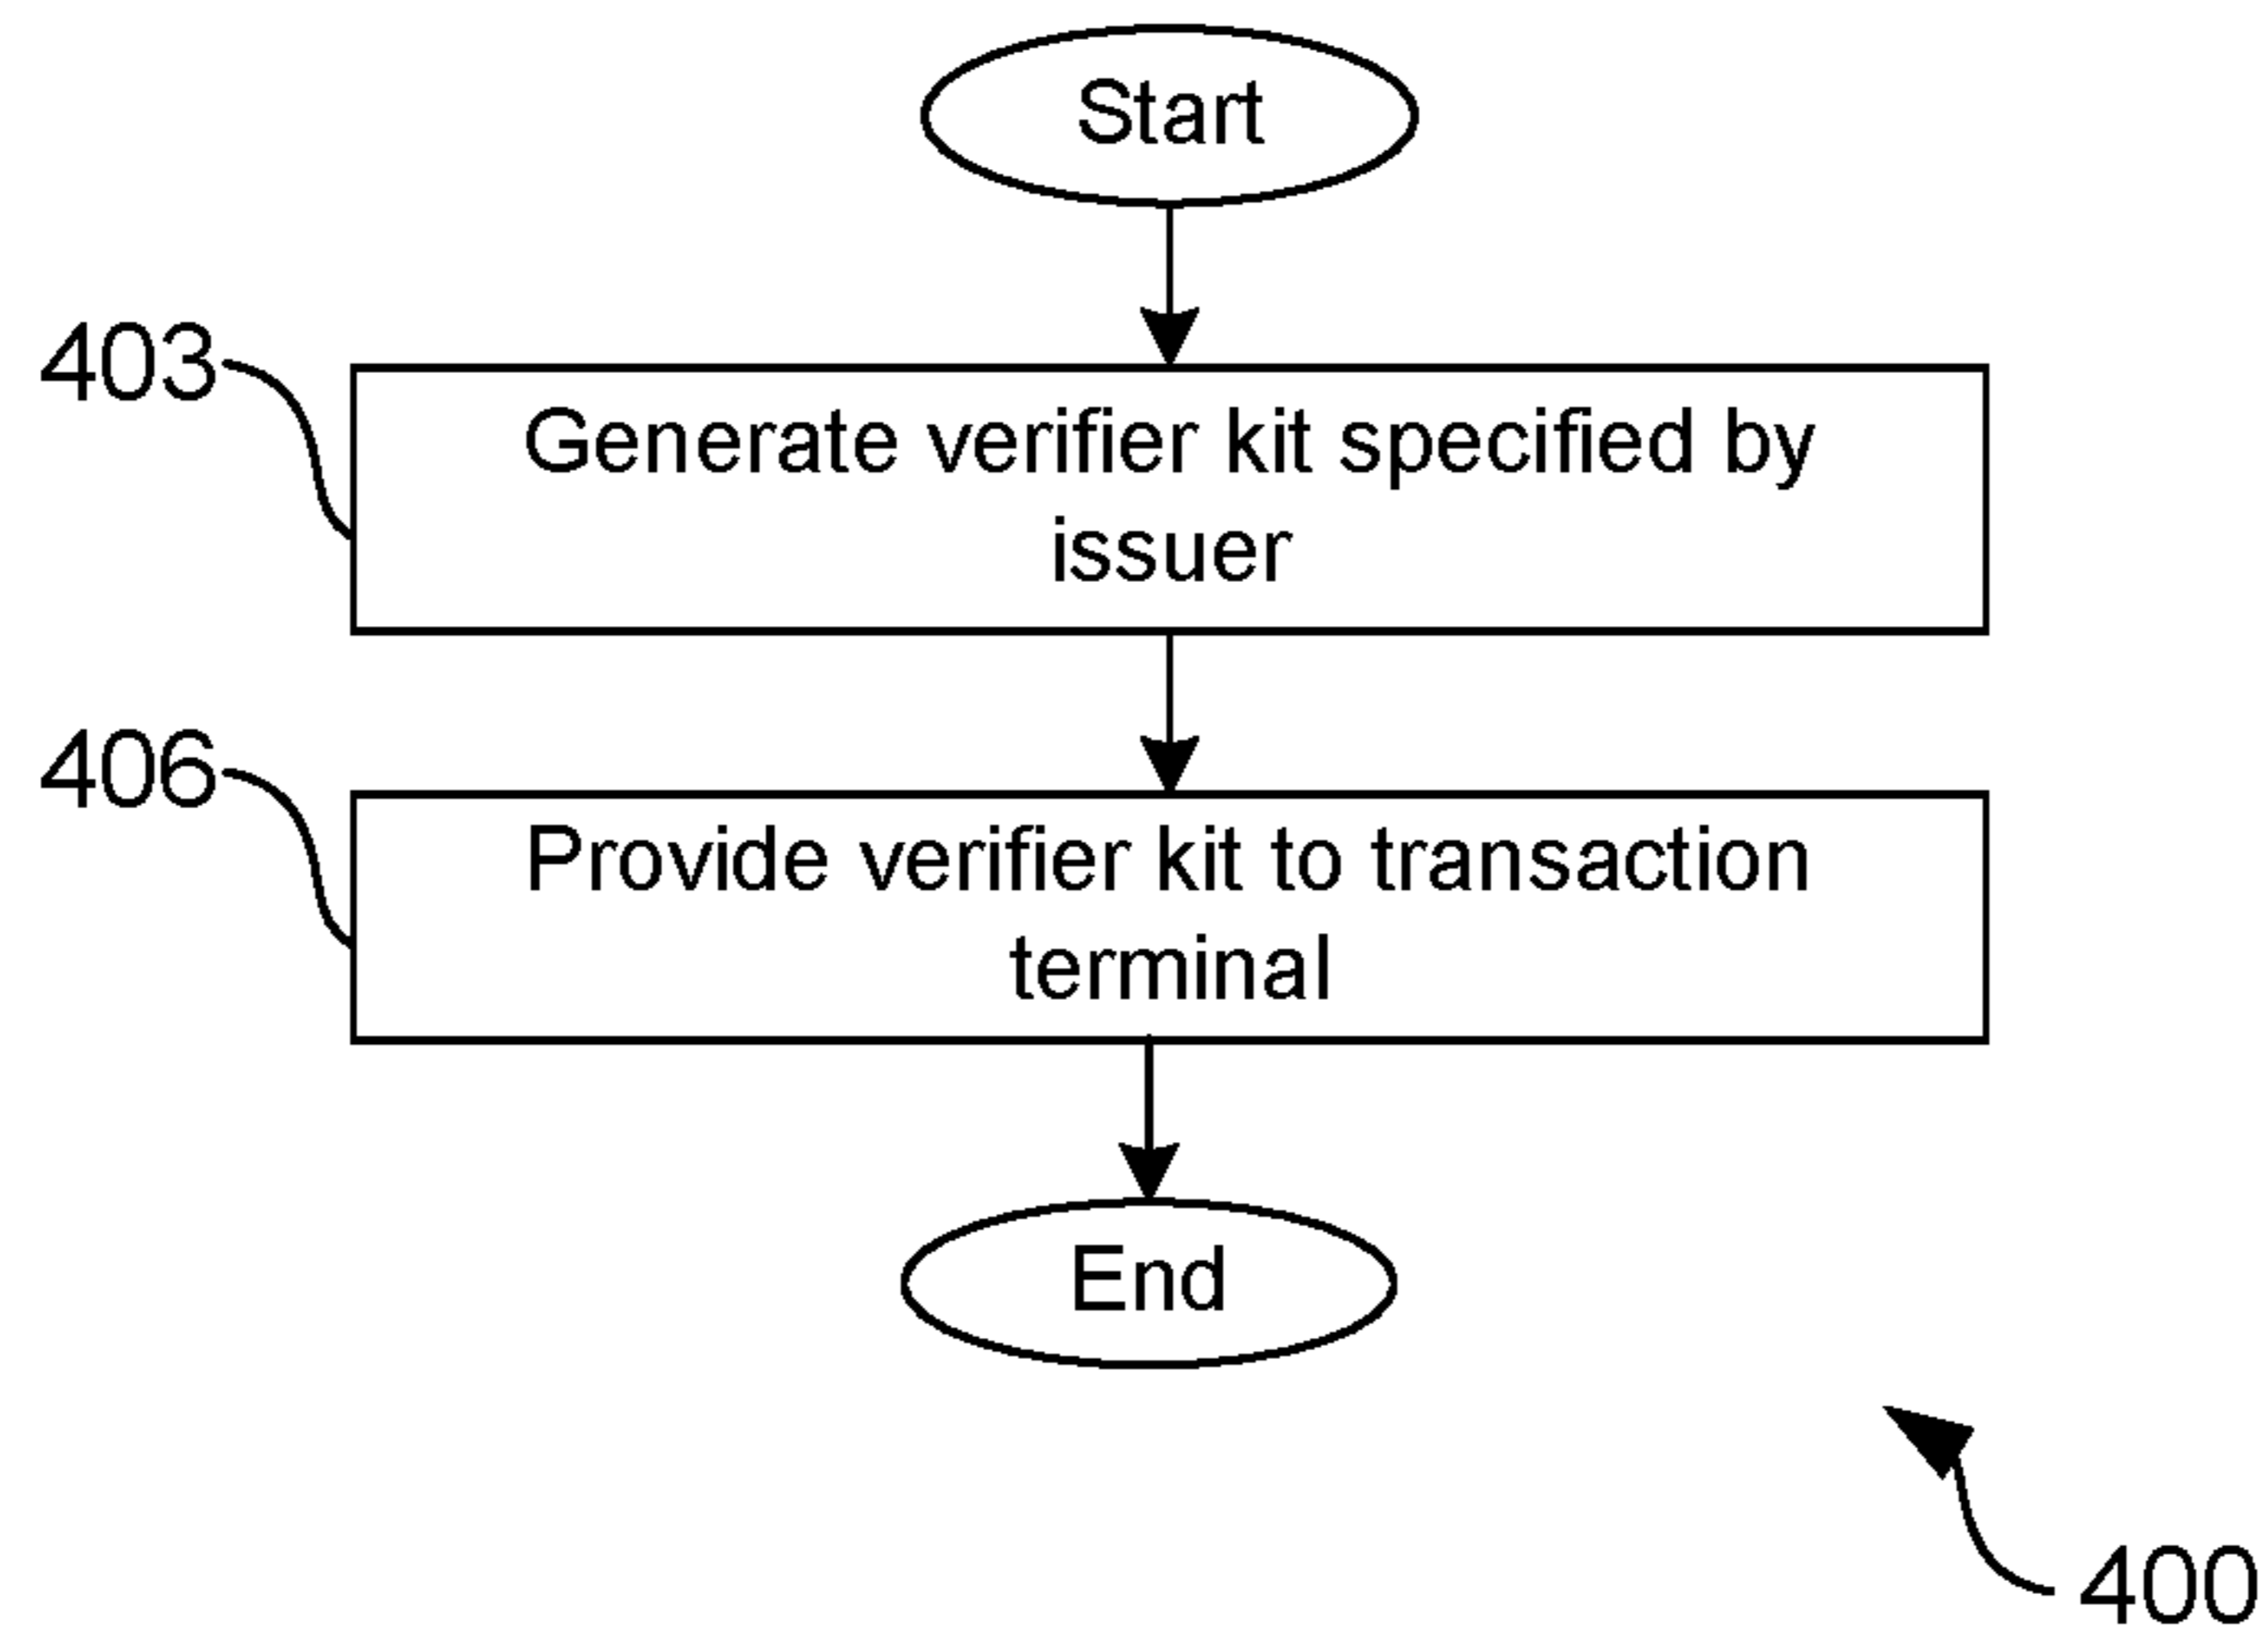 Start
403
Generate verifier kit specified by
issuer
406
Provide verifier kit to transaction
terminal
End
400